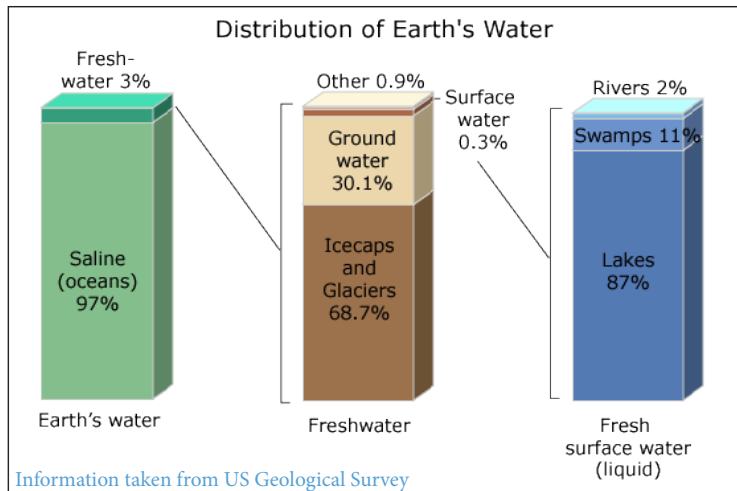 Distribution of Earth's Water
Fresh-
water 3%
Saline
(oceans)
97%
Earth's water
Other 0.9%
Surface
water
0.3%
Ground
water
30.1%
Icecaps
and
Glaciers
68.7%
Freshwater
Rivers 2%
Swamps 11%
Lakes
87%
Fresh
surface water
(liquid)
Information taken from US Geological Survey